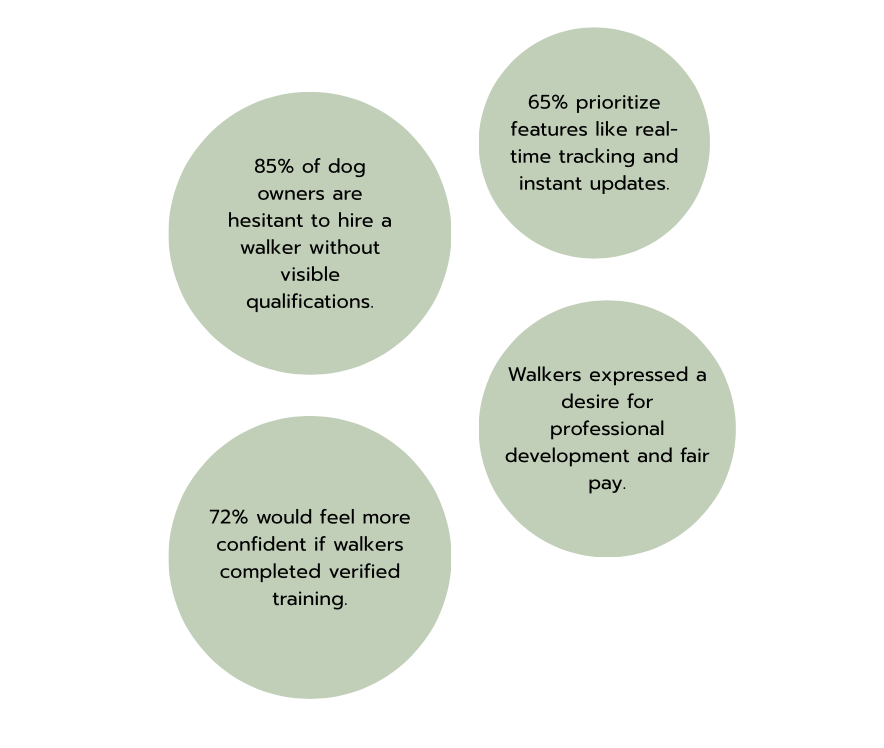 85% of dog
owners are
hesitant to hire a
walker without
visible
qualifications.
65% prioritize
features like real-
time tracking and
instant updates.
72% would feel more
confident if walkers
completed verified
training.
Walkers expressed a
desire for
professional
development and fair
pay.